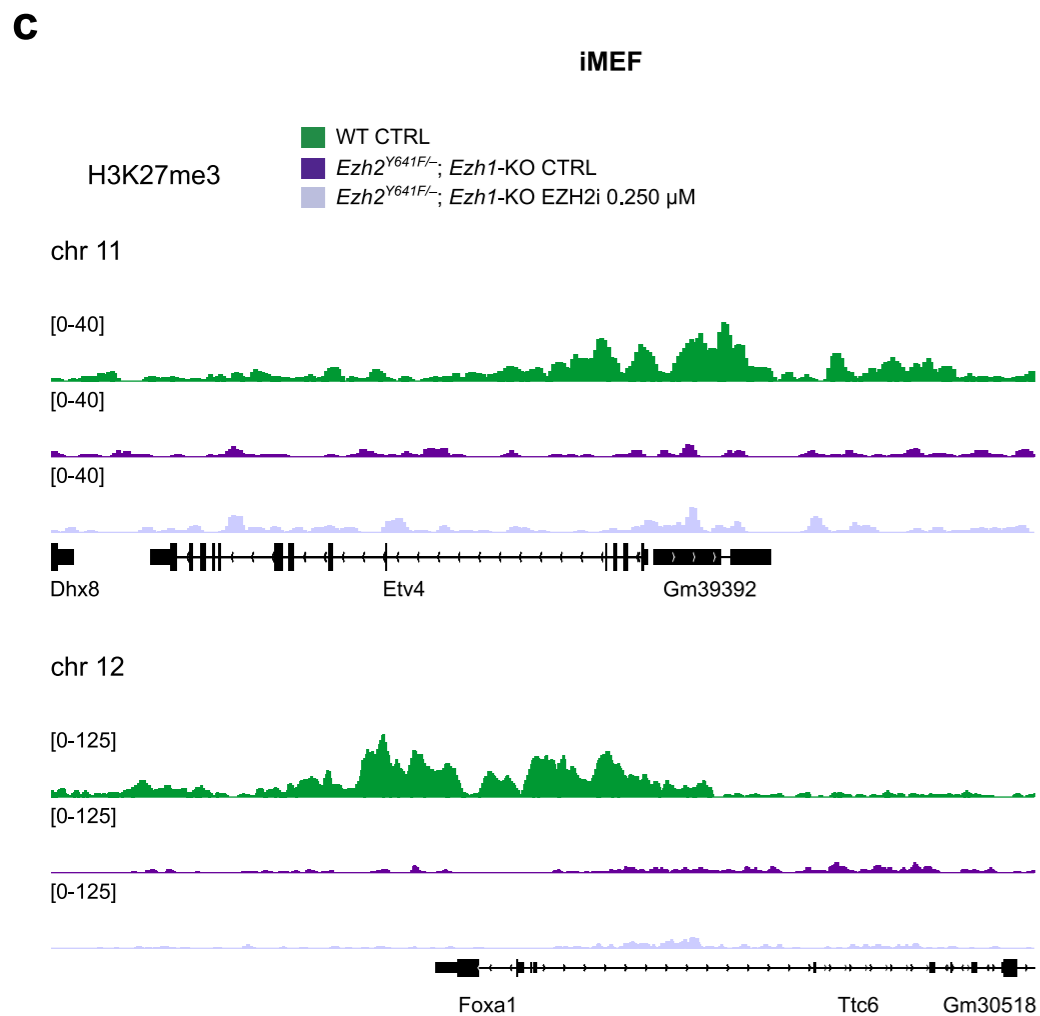 c
iMEF
H3K27me3
WT CTRL
Ezh2Y641F/–; Ezh1-KO CTRL
Ezh2Y641F/–; Ezh1-KO EZH2i 0.250 µM
chr 11
[0-40]
[0-40]
[0-40]
Dhx8 Etv4 Gm39392
chr 12
[0-125]
[0-125]
[0-125]
Foxa1 Ttc6 Gm30518